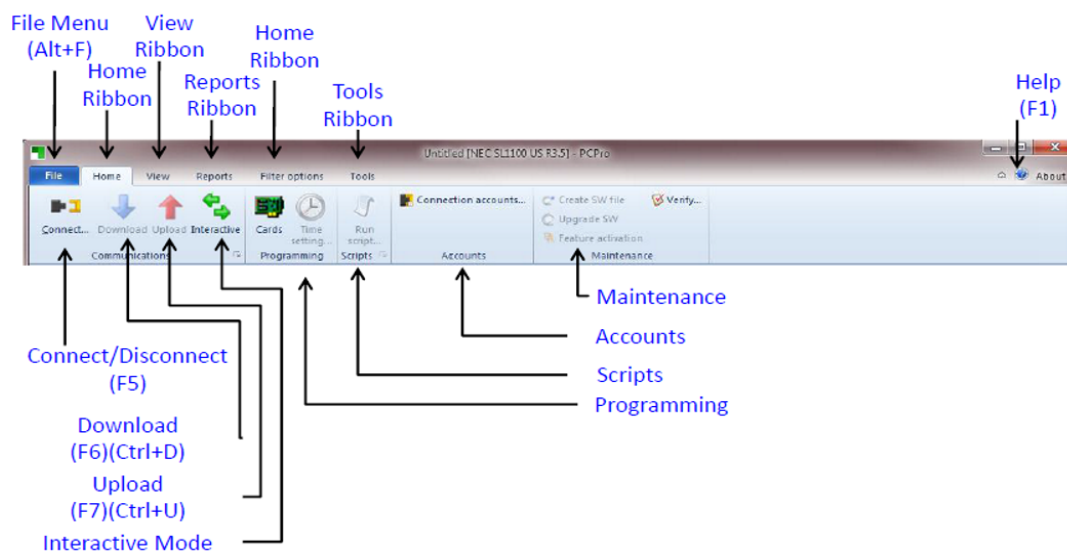 File Menu
(Alt+F)
View
Ribbon
Home
Ribbon
Home
Ribbon
Reports
Ribbon
Tools
Ribbon
Help
(F1)
Untitled [NEC SL1100 US R3.5] - PCPro
File Home View Reports Filter options Tools About
Connect... Download Upload Interactive
Communications
Cards Time
setting...
Programming
Run
script...
Scripts
Connection accounts...
Accounts
Create SW file Verify...
Upgrade SW
Feature activation
Maintenance
Maintenance
Accounts
Scripts
Programming
Connect/Disconnect
(F5)
Download
(F6)(Ctrl+D)
Upload
(F7)(Ctrl+U)
Interactive Mode